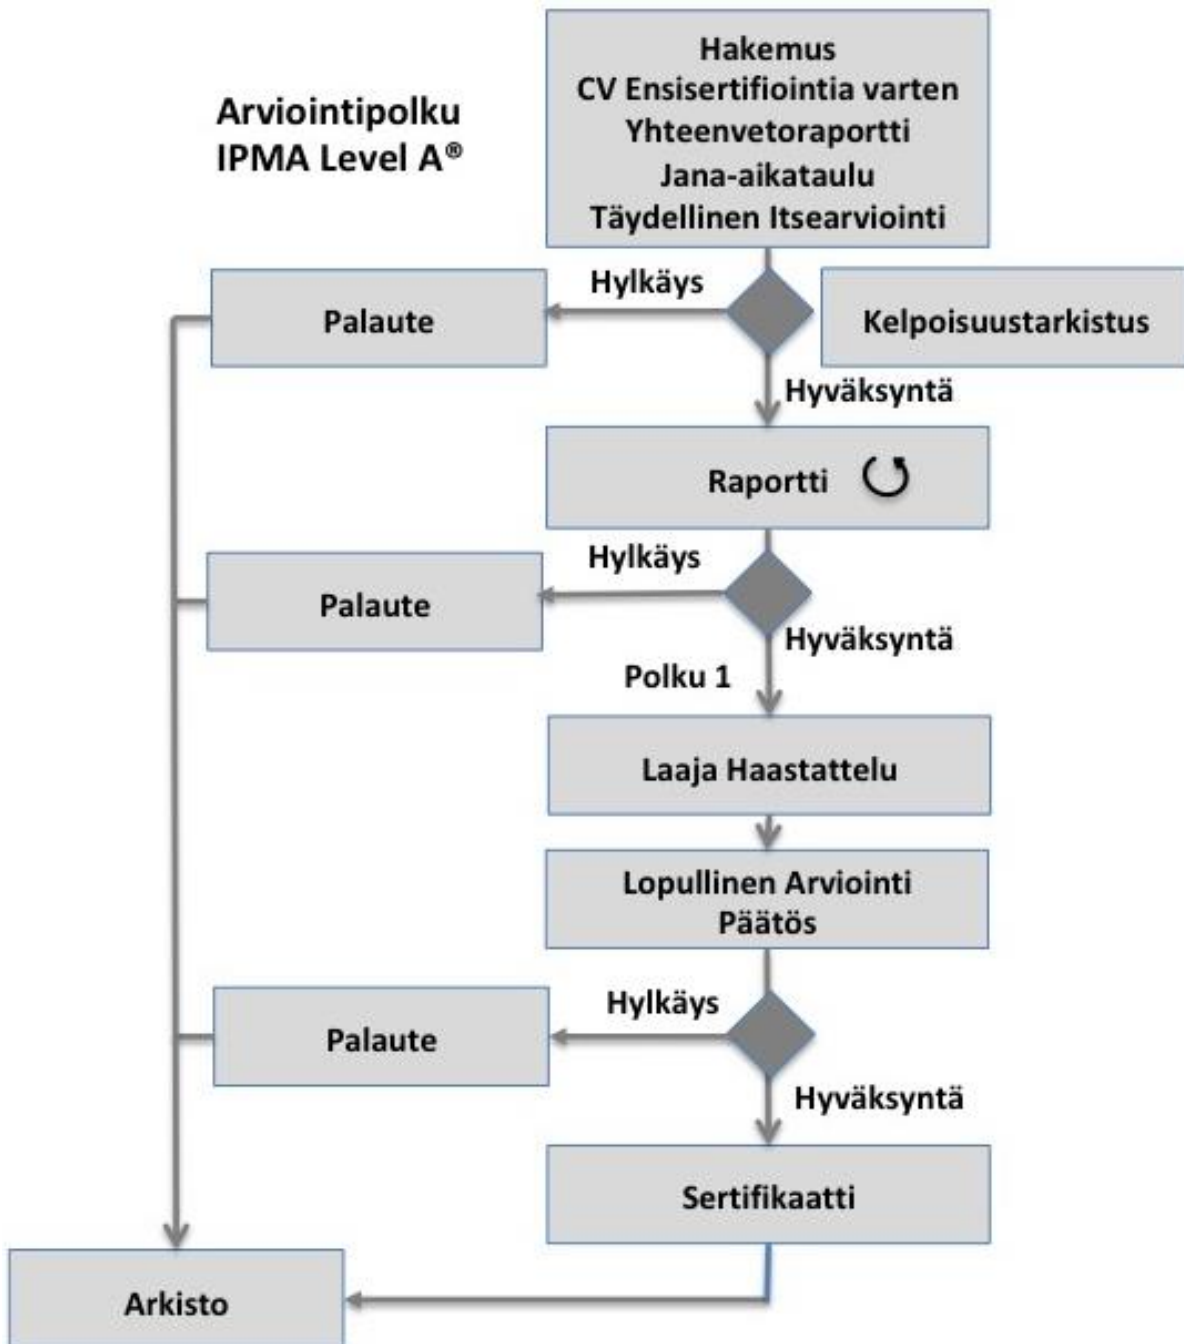 Arviointipolku
IPMA Level A®
Hakemus
CV Ensisertifiointia varten
Yhteenvetoraportti
Jana-aikataulu
Täydellinen Itsearviointi
Hylkäys
Palaute
Kelpoisuustarkistus
Hyväksyntä
Raportti
Hylkäys
Palaute
Hyväksyntä
Polku 1
Laaja Haastattelu
Lopullinen Arviointi
Päätös
Hylkäys
Palaute
Hyväksyntä
Sertifikaatti
Arkisto